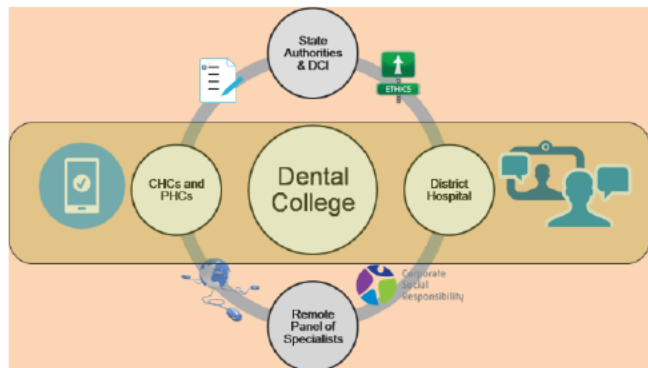 State
Authorities
& DCI
ETHICS
CHCs and
PHCs
Dental
College
District
Hospital
Corporate
Social
Responsibility
Remote
Panel of
Specialists